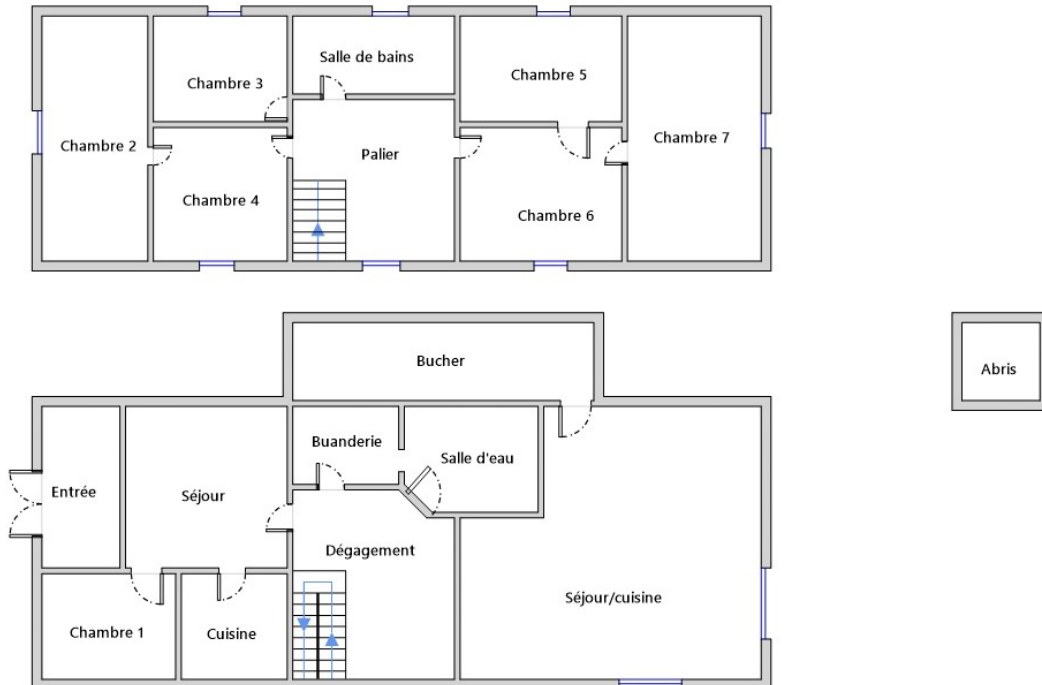 Salle de bains
Chambre 3
Chambre 5
Chambre 2
Palier
Chambre 7
Chambre 4
Chambre 6
Bucher
Abris
Buanderie
Salle d'eau
Entrée
Séjour
Dégagement
Séjour/cuisine
Chambre 1
Cuisine